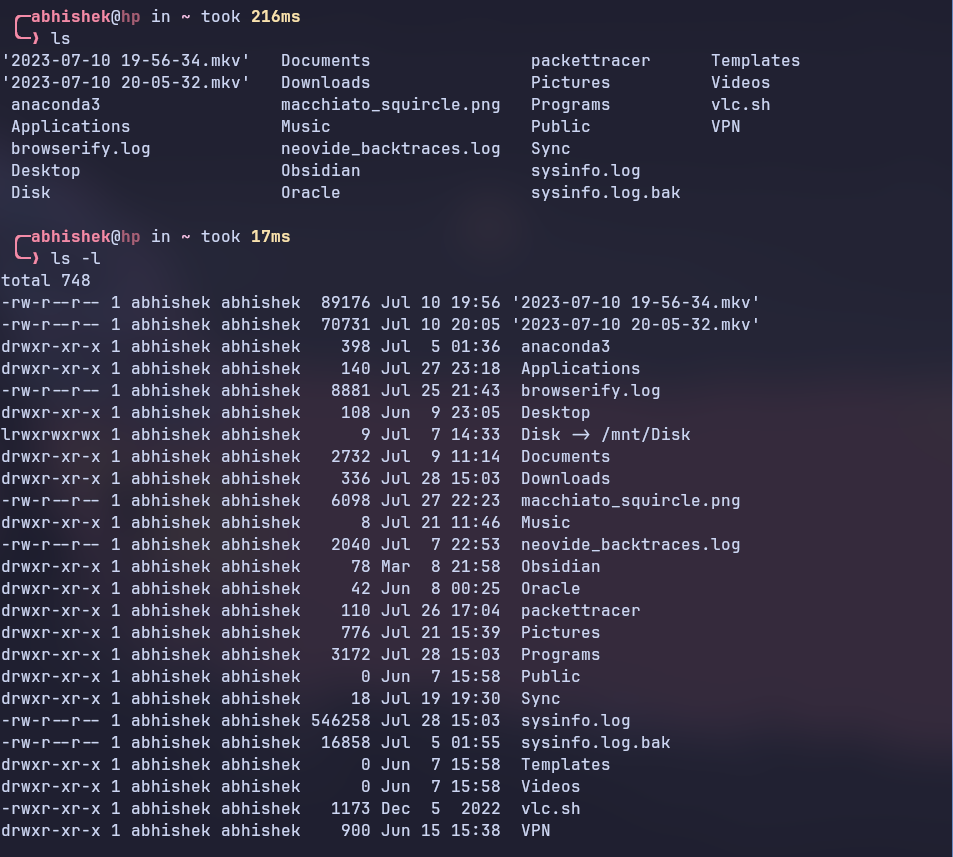 abhishek@hp in ~ took 216ms
❯ ls
'2023-07-10 19-56-34.mkv'   Documents                packettracer      Templates
'2023-07-10 20-05-32.mkv'   Downloads                Pictures          Videos
 anaconda3                  macchiato_squircle.png   Programs          vlc.sh
 Applications               Music                    Public            VPN
 browserify.log             neovide_backtraces.log   Sync
 Desktop                    Obsidian                 sysinfo.log
 Disk                       Oracle                   sysinfo.log.bak
abhishek@hp in ~ took 17ms
❯ ls -l
total 748
-rw-r--r-- 1 abhishek abhishek  89176 Jul 10 19:56 '2023-07-10 19-56-34.mkv'
-rw-r--r-- 1 abhishek abhishek  70731 Jul 10 20:05 '2023-07-10 20-05-32.mkv'
drwxr-xr-x 1 abhishek abhishek    398 Jul  5 01:36  anaconda3
drwxr-xr-x 1 abhishek abhishek    140 Jul 27 23:18  Applications
-rw-r--r-- 1 abhishek abhishek   8881 Jul 25 21:43  browserify.log
drwxr-xr-x 1 abhishek abhishek    108 Jun  9 23:05  Desktop
lrwxrwxrwx 1 abhishek abhishek      9 Jul  7 14:33  Disk -> /mnt/Disk
drwxr-xr-x 1 abhishek abhishek   2732 Jul  9 11:14  Documents
drwxr-xr-x 1 abhishek abhishek    336 Jul 28 15:03  Downloads
-rw-r--r-- 1 abhishek abhishek   6098 Jul 27 22:23  macchiato_squircle.png
drwxr-xr-x 1 abhishek abhishek      8 Jul 21 11:46  Music
-rw-r--r-- 1 abhishek abhishek   2040 Jul  7 22:53  neovide_backtraces.log
drwxr-xr-x 1 abhishek abhishek     78 Mar  8 21:58  Obsidian
drwxr-xr-x 1 abhishek abhishek     42 Jun  8 00:25  Oracle
drwxr-xr-x 1 abhishek abhishek    110 Jul 26 17:04  packettracer
drwxr-xr-x 1 abhishek abhishek    776 Jul 21 15:39  Pictures
drwxr-xr-x 1 abhishek abhishek   3172 Jul 28 15:03  Programs
drwxr-xr-x 1 abhishek abhishek      0 Jun  7 15:58  Public
drwxr-xr-x 1 abhishek abhishek     18 Jul 19 19:30  Sync
-rw-r--r-- 1 abhishek abhishek 546258 Jul 28 15:03  sysinfo.log
-rw-r--r-- 1 abhishek abhishek  16858 Jul  5 01:55  sysinfo.log.bak
drwxr-xr-x 1 abhishek abhishek      0 Jun  7 15:58  Templates
drwxr-xr-x 1 abhishek abhishek      0 Jun  7 15:58  Videos
-rwxr-xr-x 1 abhishek abhishek   1173 Dec  5  2022  vlc.sh
drwxr-xr-x 1 abhishek abhishek    900 Jun 15 15:38  VPN